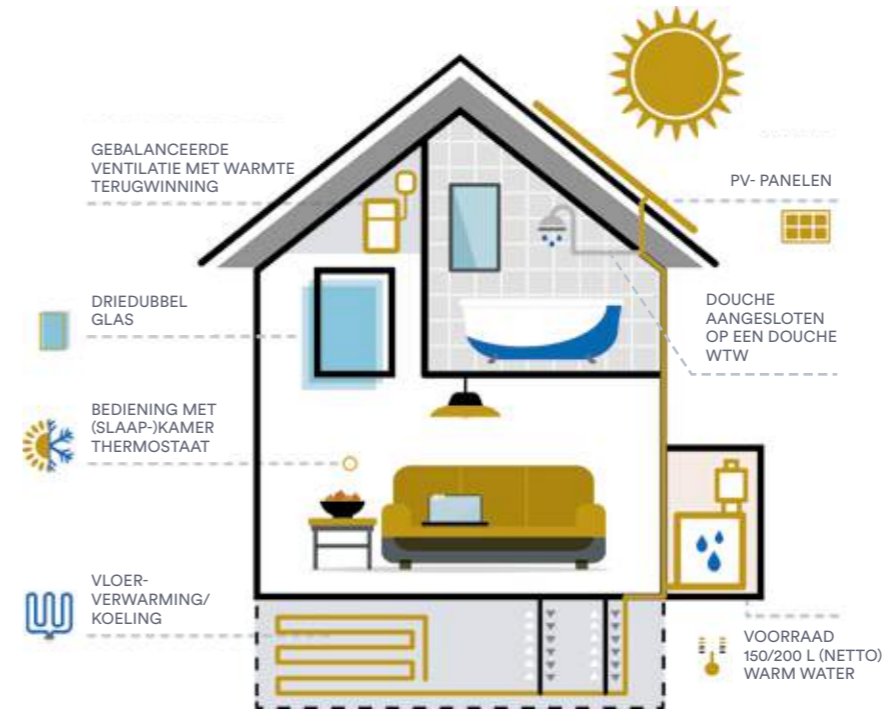 GEBALANCEERDE
VENTILATIE MET WARMTE
TERUGWINNING
PV- PANELEN
DRIEDUBBEL
GLAS
DOUCHE
AANGESLOTEN
OP EEN DOUCHE
WTW
BEDIENING MET
(SLAAP-)KAMER
THERMOSTAAT
VLOER-
VERWARMING/
KOELING
VOORRAAD
150/200 L (NETTO)
WARM WATER